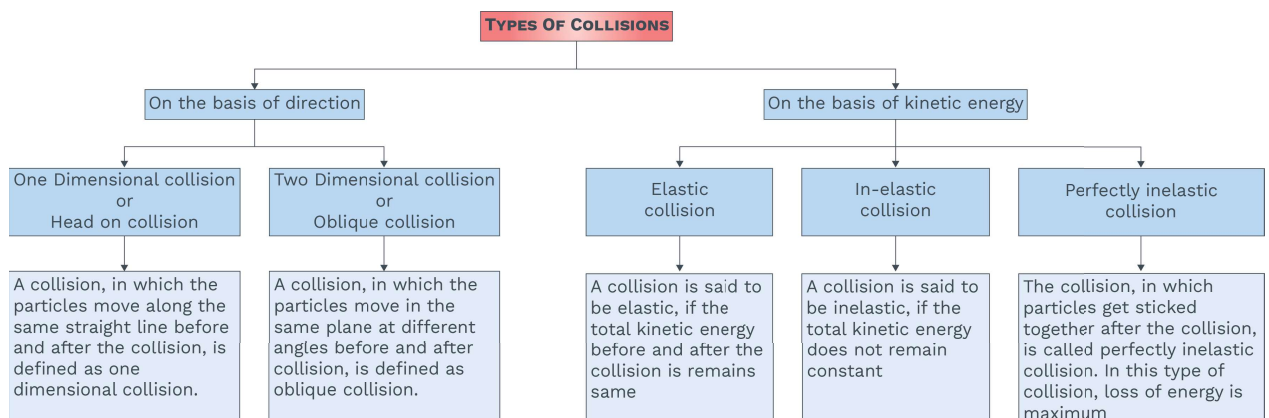 TYPES OF COLLISIONS
On the basis of direction
On the basis of kinetic energy
One Dimensional collision
or
Head on collision
Two Dimensional collision
or
Oblique collision
Elastic
collision
In-elastic
collision
Perfectly inelastic
collision
A collision, in which the
particles move along the
same straight line before
and after the collision, is
defined as one
dimensional collision.
A collision, in which the
particles move in the
same plane at different
angles before and after
collision, is defined as
oblique collision.
A collision is said to
be elastic, if the
total kinetic energy
before and after the
collision is remains
same
A collision is said to
be inelastic, if the
total kinetic energy
does not remain
constant
The collision, in which
particles get sticked
together after the collision,
is called perfectly inelastic
collision. In this type of
collision, loss of energy is
maximum